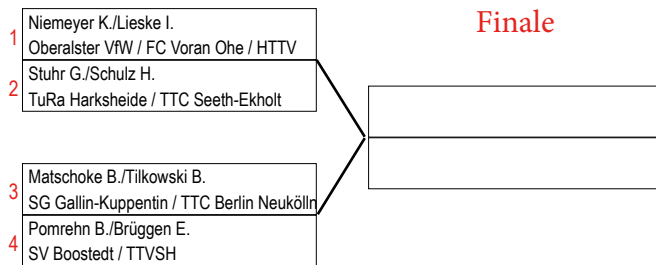 Finale
1
Niemeyer K./Lieske I.
Oberalster VfW / FC Voran Ohe / HTTV
2
Stuhr G./Schulz H.
TuRa Harksheide / TTC Seeth-Ekholt
3
Matschoke B./Tilkowski B.
SG Gallin-Kuppentin / TTC Berlin Neukölln
4
Pomrehn B./Brüggen E.
SV Boostedt / TTVSH